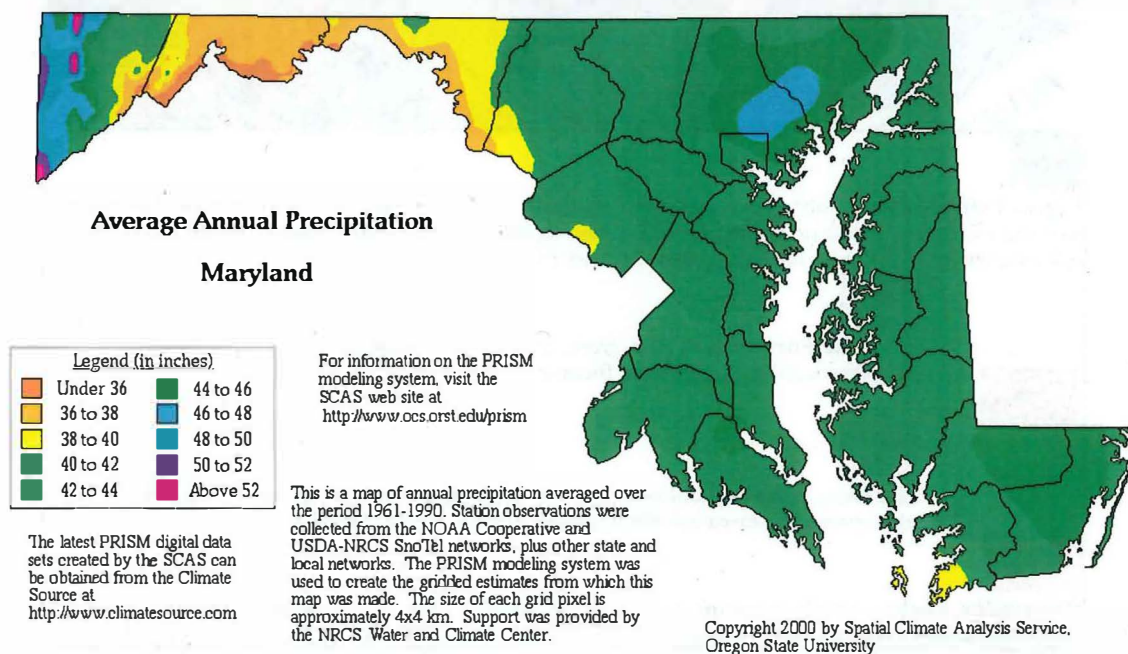 Average Annual Precipitation
Maryland
Legend (in inches)
Under 36
36 to 38
38 to 40
40 to 42
42 to 44
44 to 46
46 to 48
48 to 50
50 to 52
Above 52
For information on the PRISM
modeling system, visit the
SCAS web site at
http://www.ocs.orst.edu/prism
The latest PRISM digital data
sets created by the SCAS can
be obtained from the Climate
Source at
http://www.climatesource.com
This is a map of annual precipitation averaged over
the period 1961-1990. Station observations were
collected from the NOAA Cooperative and
USDA-NRCS SnoTel networks, plus other state and
local networks. The PRISM modeling system was
used to create the gridded estimates from which this
map was made. The size of each grid pixel is
approximately 4x4 km. Support was provided by
the NRCS Water and Climate Center.
Copyright 2000 by Spatial Climate Analysis Service,
Oregon State University